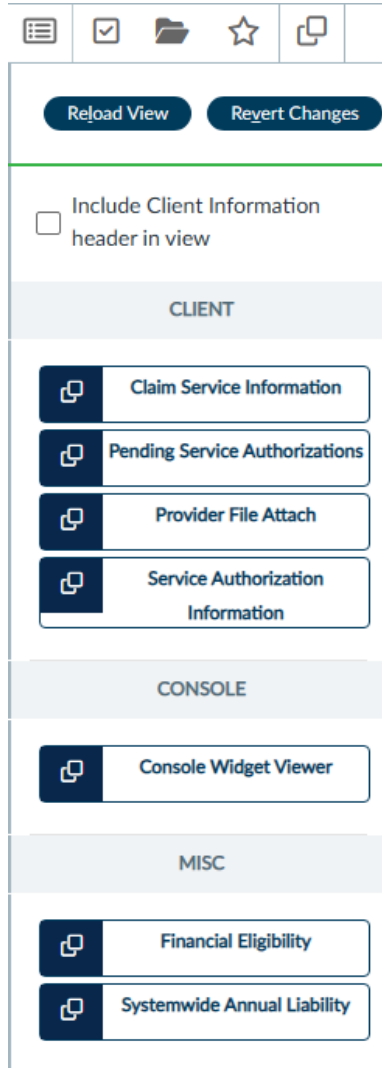 Reload View Revert Changes
Include Client Information
header in view
CLIENT
Claim Service Information
Pending Service Authorizations
Provider File Attach
Service Authorization
Information
CONSOLE
Console Widget Viewer
MISC
Financial Eligibility
Systemwide Annual Liability